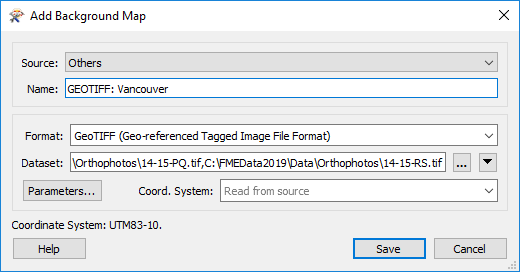 Add Background Map
Source: Others
Name: GEOTIFF: Vancouver
Format: GeoTIFF (Geo-referenced Tagged Image File Format)
Dataset: \Orthophotos\14-15-PQ.tif,C:\FMEData2019\Data\Orthophotos\14-15-RS.tif ...
Parameters... Coord. System: Read from source
Coordinate System: UTM83-10.
Help Save Cancel